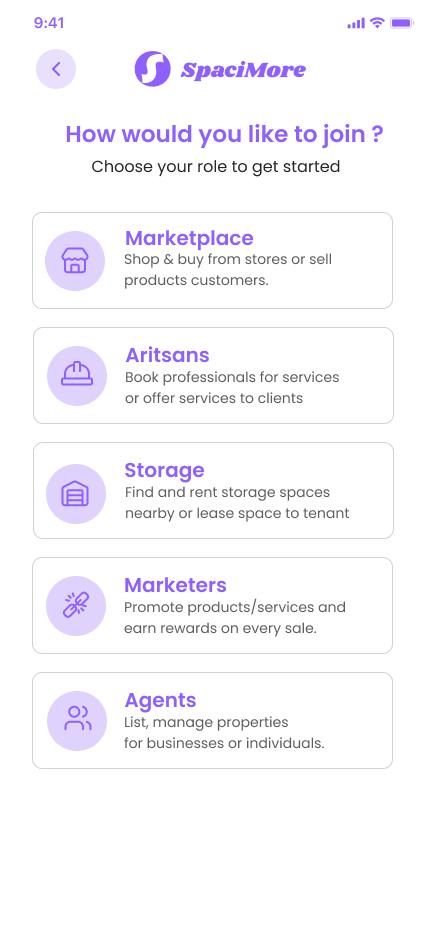 9:41
SpaciMore
How would you like to join ?
Choose your role to get started
Marketplace
Shop & buy from stores or sell
products customers.
Aritsans
Book professionals for services
or offer services to clients
Storage
Find and rent storage spaces
nearby or lease space to tenant
Marketers
Promote products/services and
earn rewards on every sale.
Agents
List, manage properties
for businesses or individuals.